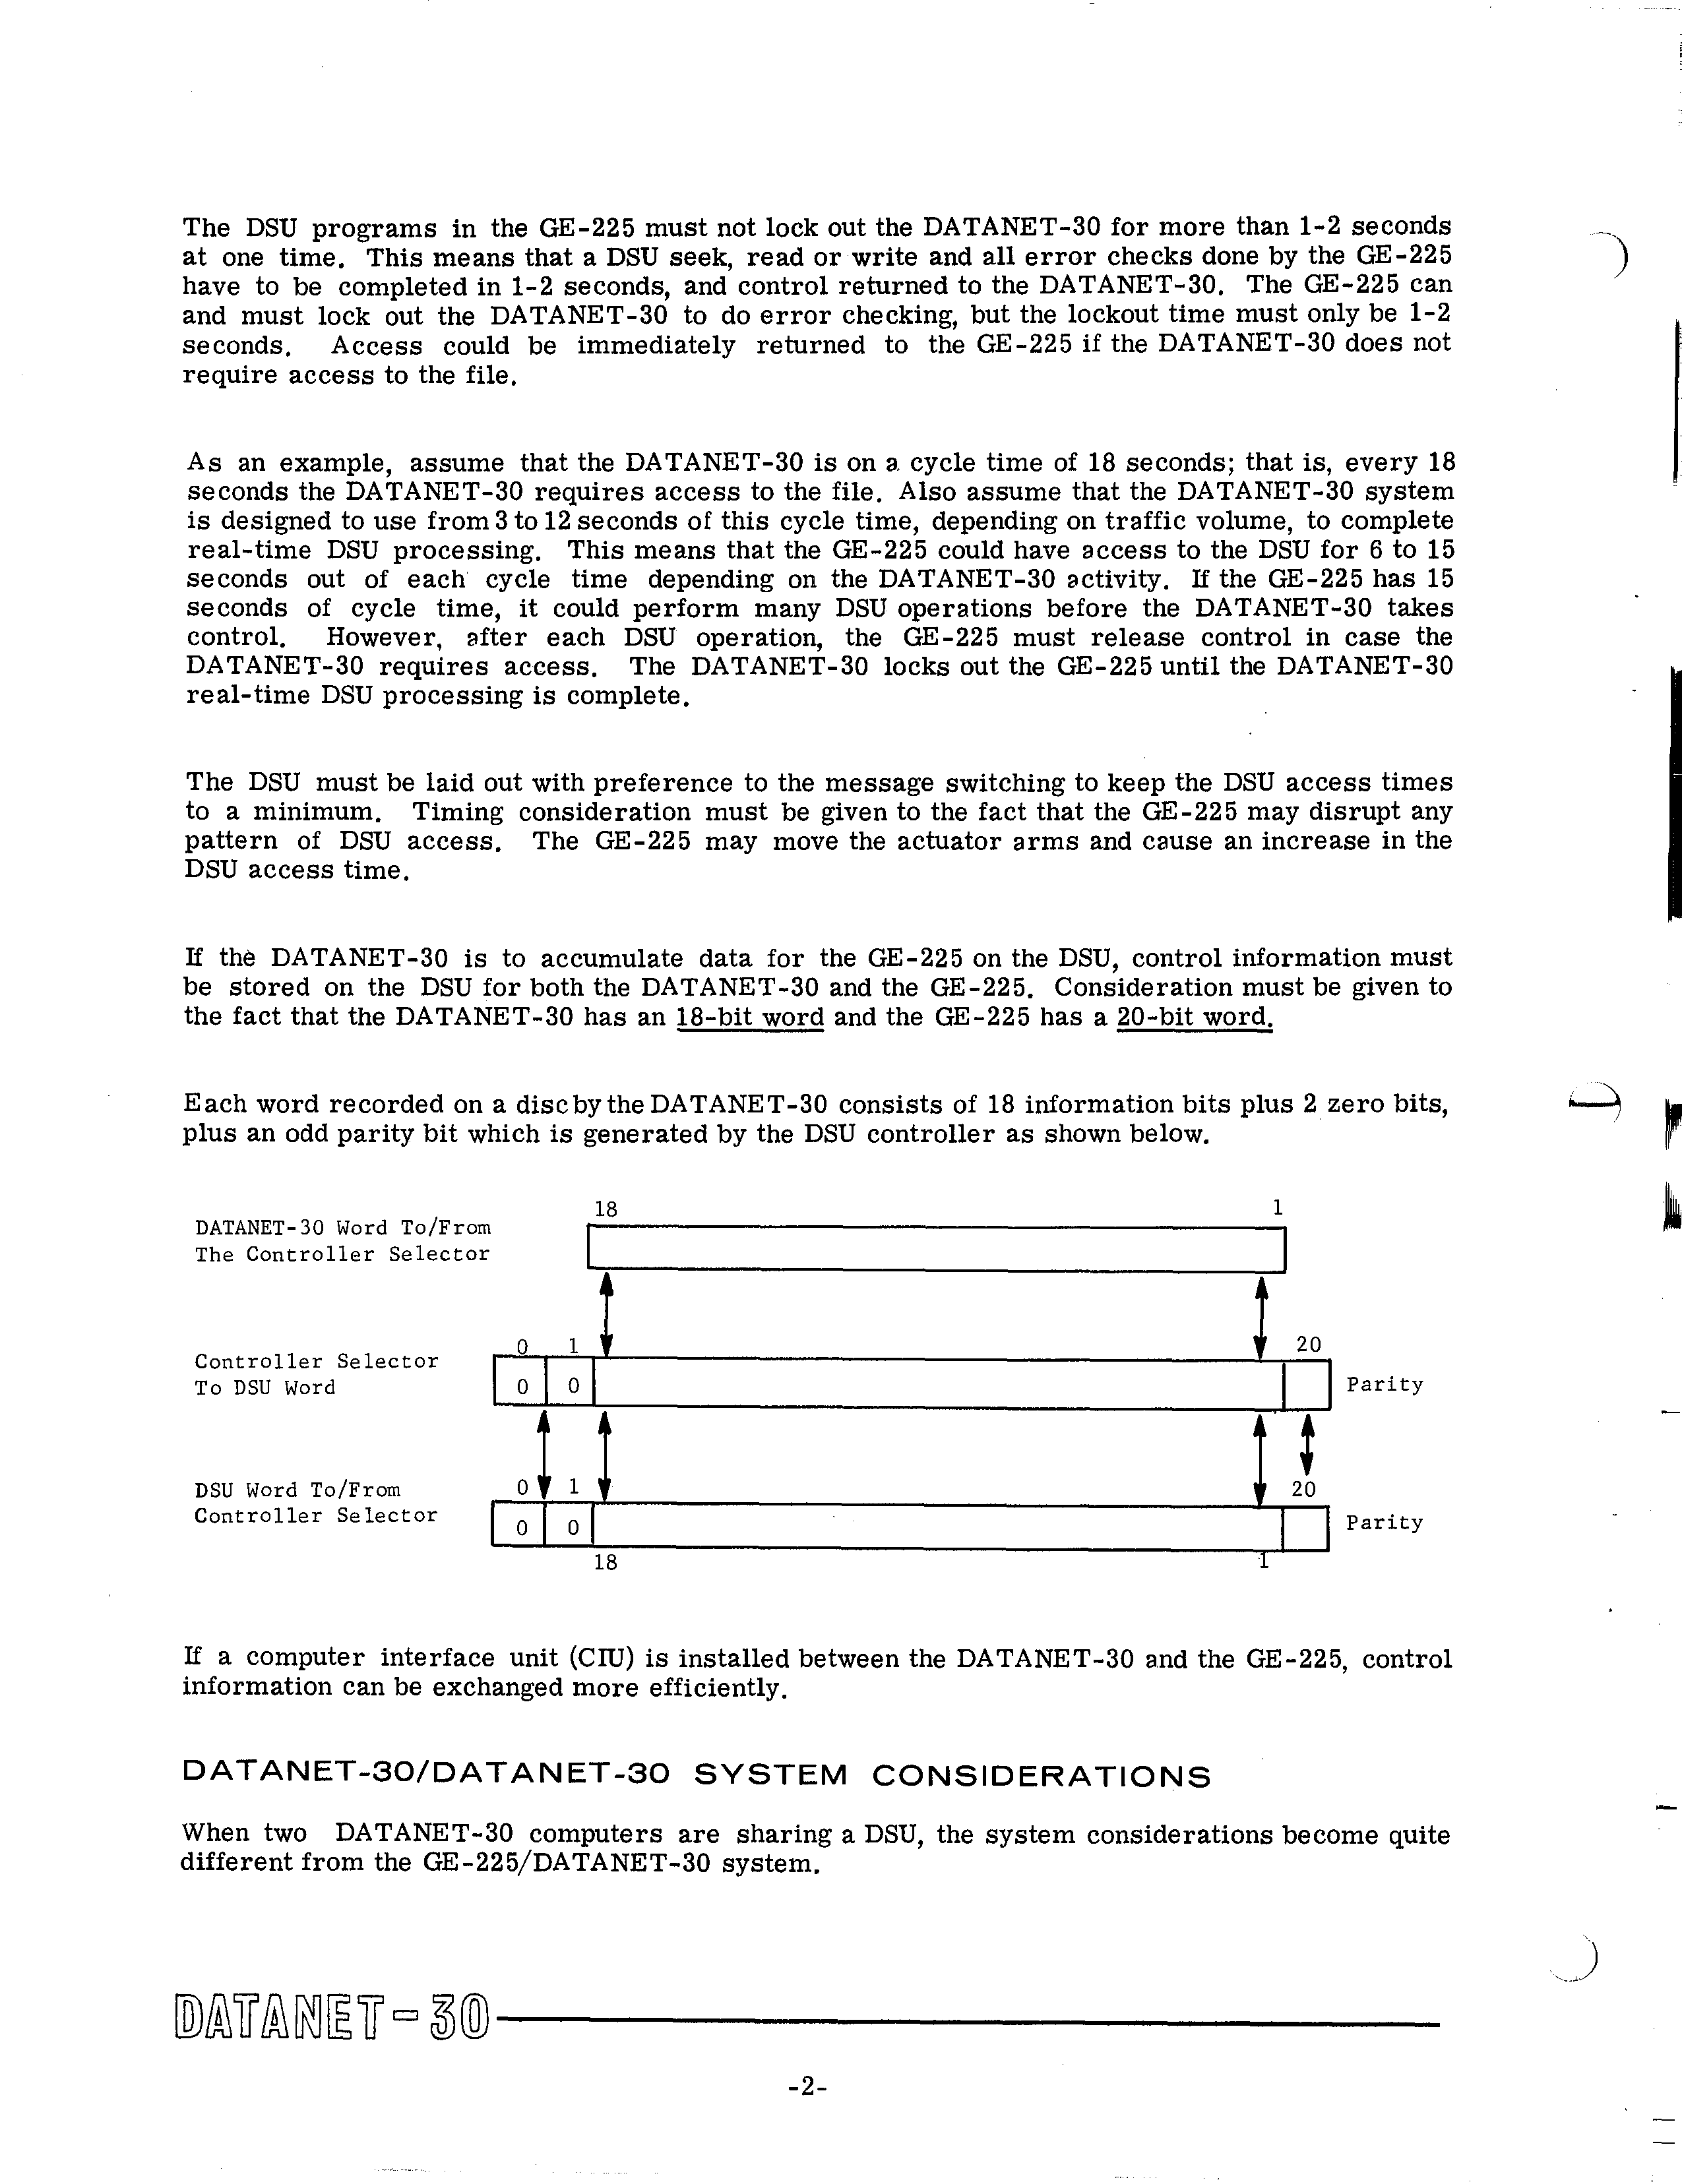 The DSU programs in the GE-225 must not lock out the DATANET-30 for more than 1-2 seconds
at one time. This means that a DSU seek, read or write and all error checks done by the GE-225
have to be completed in 1-2 seconds, and control returned to the DATANET-30. The GE-225 can
and must lock out the DATANET-30 to do error checking, but the lockout time must only be 1-2
seconds. Access could be immediately returned to the GE-225 if the DATANET-30 does not
require access to the file.
As an example, assume that the DATANET-30 is on a cycle time of 18 seconds; that is, every 18
seconds the DATANET-30 requires access to the file. Also assume that the DATANET-30 system
is designed to use from 3 to 12 seconds of this cycle time, depending on traffic volume, to complete
real-time DSU processing. This means that the GE-225 could have access to the DSU for 6 to 15
seconds out of each cycle time depending on the DATANET-30 activity. If the GE-225 has 15
seconds of cycle time, it could perform many DSU operations before the DATANET-30 takes
control. However, after each DSU operation, the GE-225 must release control in case the
DATANET-30 requires access. The DATANET-30 locks out the GE-225 until the DATANET-30
real-time DSU processing is complete.
The DSU must be laid out with preference to the message switching to keep the DSU access times
to a minimum. Timing consideration must be given to the fact that the GE-225 may disrupt any
pattern of DSU access. The GE-225 may move the actuator arms and cause an increase in the
DSU access time.
If the DATANET-30 is to accumulate data for the GE-225 on the DSU, control information must
be stored on the DSU for both the DATANET-30 and the GE-225. Consideration must be given to
the fact that the DATANET-30 has an 18-bit word and the GE-225 has a 20-bit word.
Each word recorded on a disc by the DATANET-30 consists of 18 information bits plus 2 zero bits,
plus an odd parity bit which is generated by the DSU controller as shown below.
18 1
DATANET-30 Word To/From
The Controller Selector
0 1 20
Controller Selector
To DSU Word 0 0 Parity
DSU Word To/From 0 1 20
Controller Selector 0 0 Parity
18 1
If a computer interface unit (CIU) is installed between the DATANET-30 and the GE-225, control
information can be exchanged more efficiently.
DATANET-30/DATANET-30 SYSTEM CONSIDERATIONS
When two DATANET-30 computers are sharing a DSU, the system considerations become quite
different from the GE-225/DATANET-30 system.
DATANET-30
-2-